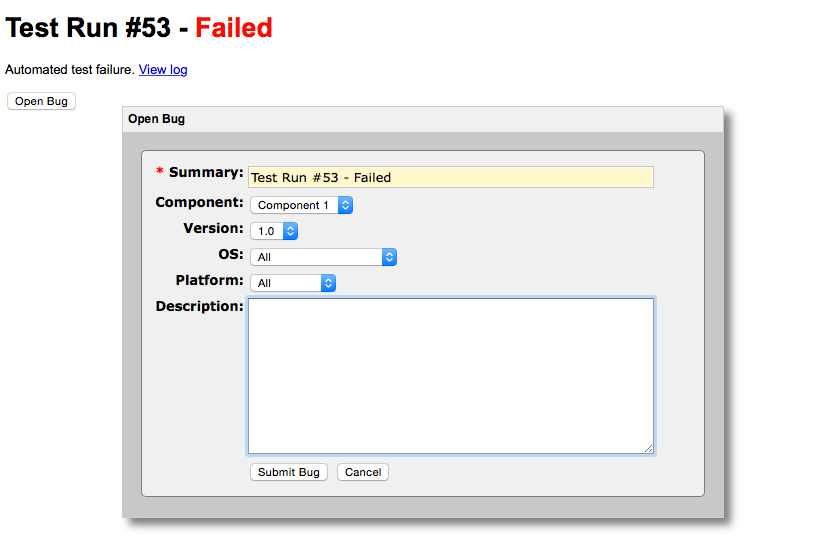 Test Run #53 - Failed
Automated test failure. View log
Open Bug
Open Bug
* Summary: Test Run #53 - Failed
Component: Component 1
Version: 1.0
OS: All
Platform: All
Description:
Submit Bug Cancel